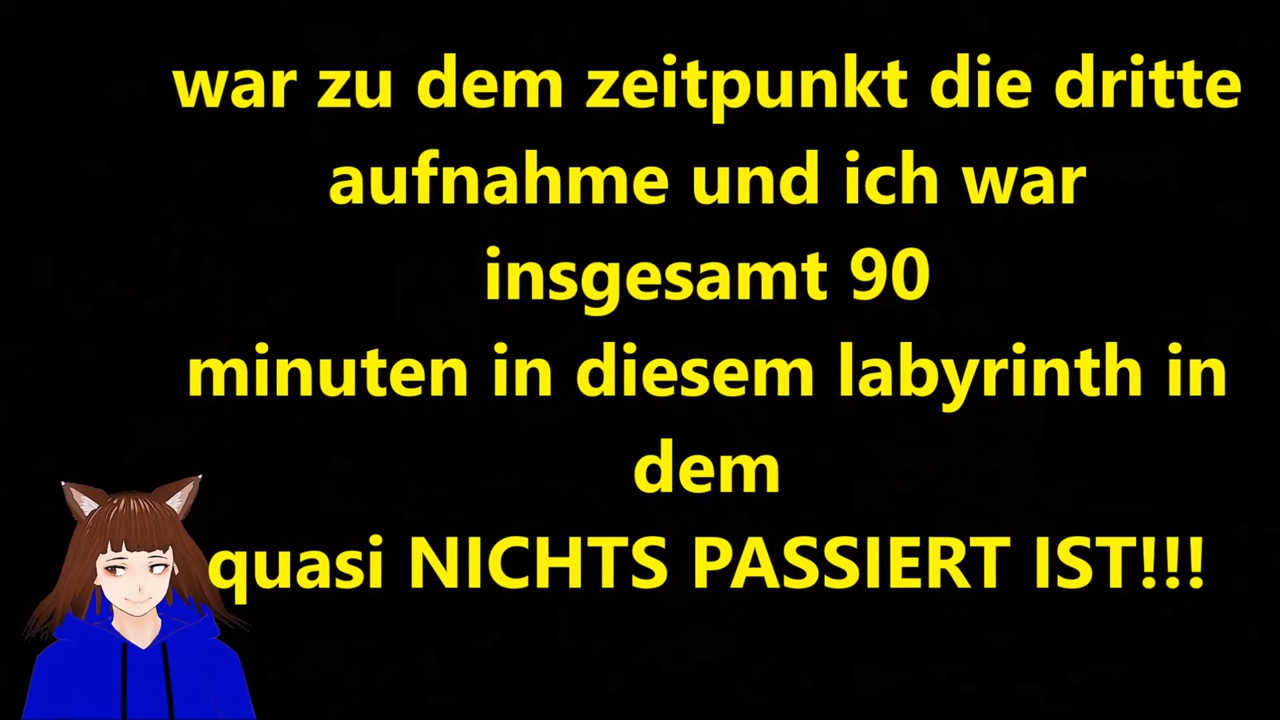 war zu dem zeitpunkt die dritte
aufnahme und ich war
insgesamt 90
minuten in diesem labyrinth in
dem
quasi NICHTS PASSIERT IST!!!